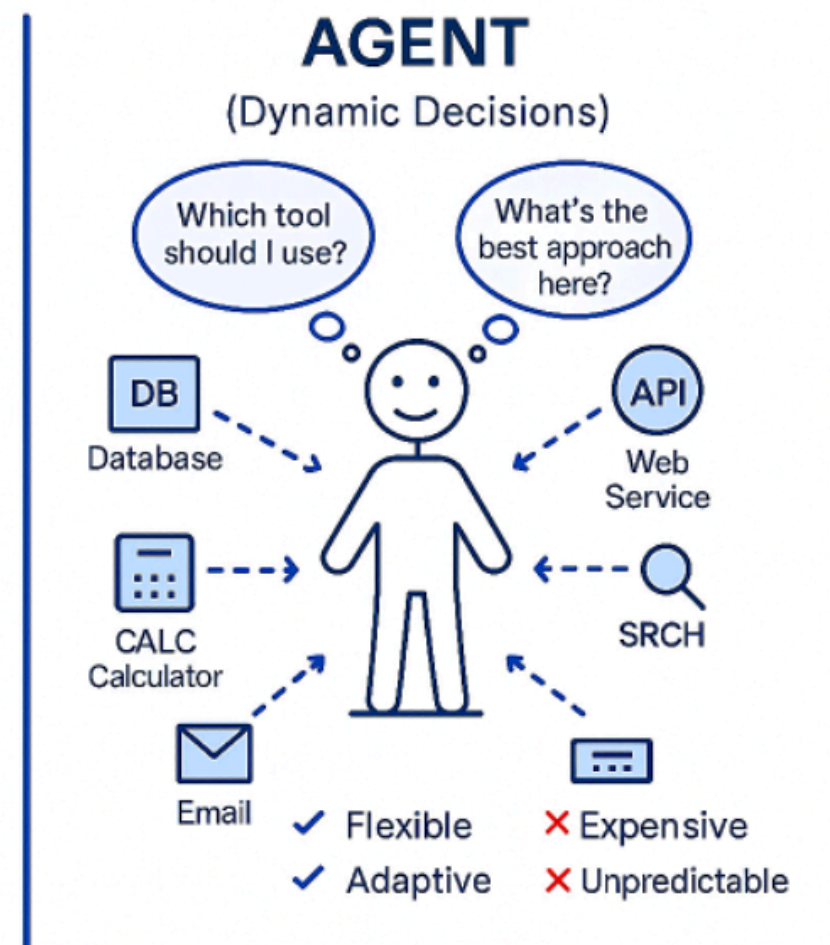 AGENT
(Dynamic Decisions)
Which tool
should I use?
What's the
best approach
here?
DB
Database
API
Web
Service
CALC
Calculator
SRCH
Email
✓ Flexible
✓ Adaptive
✕ Expensive
✕ Unpredictable